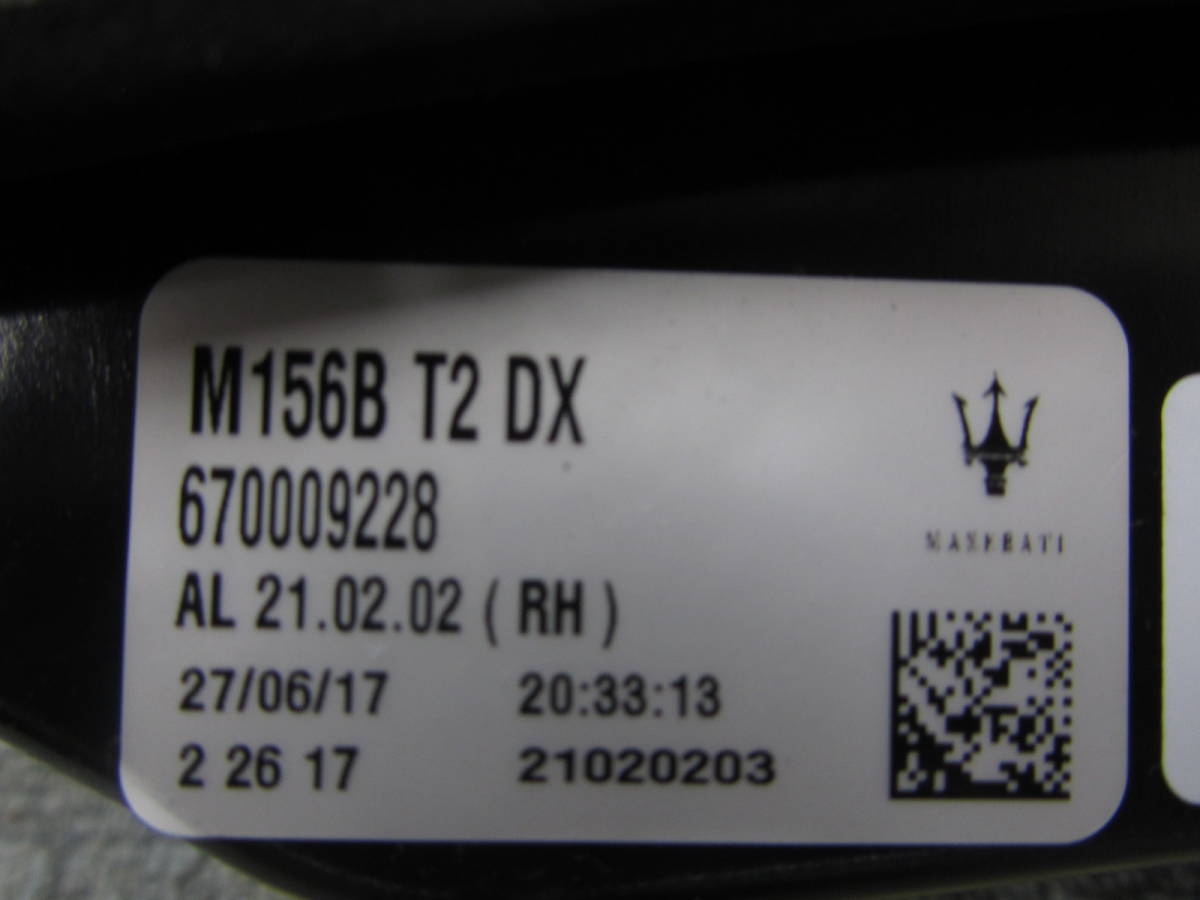 M156B T2 DX
670009228
AL 21.02.02 ( RH )
27/06/17 20:33:13
2 26 17 21020203
MASERATI